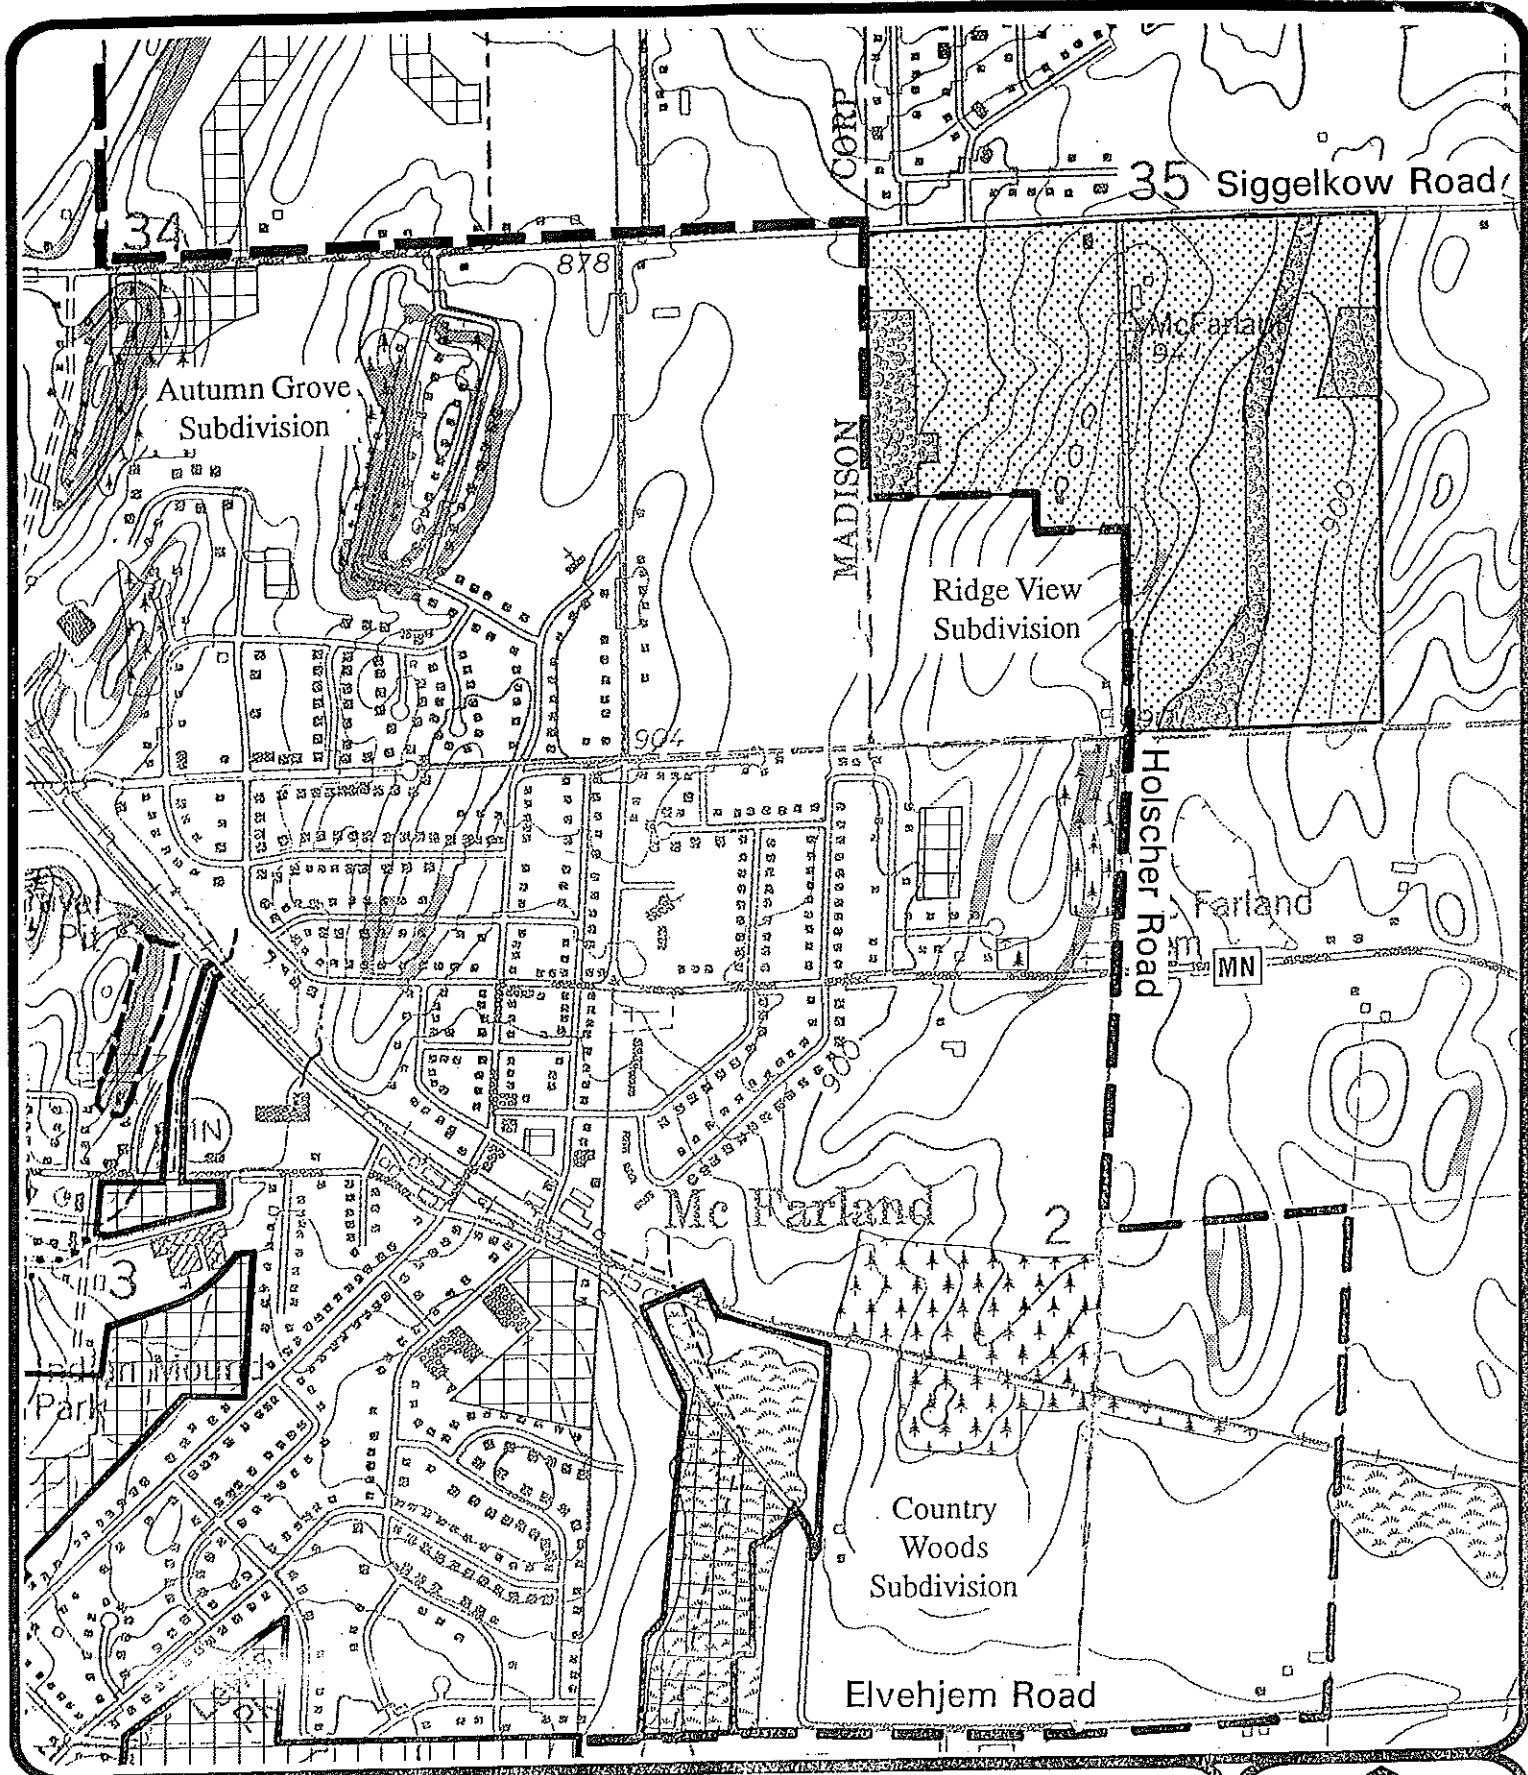 CORP
35 Siggelkow Road
34
878
McFarland
Autumn Grove
Subdivision
MADISON
900
Ridge View
Subdivision
904
Holscher Road
Farland
MN
900
Mc Farland
2
3
Park
Country
Woods
Subdivision
Elvehjem Road